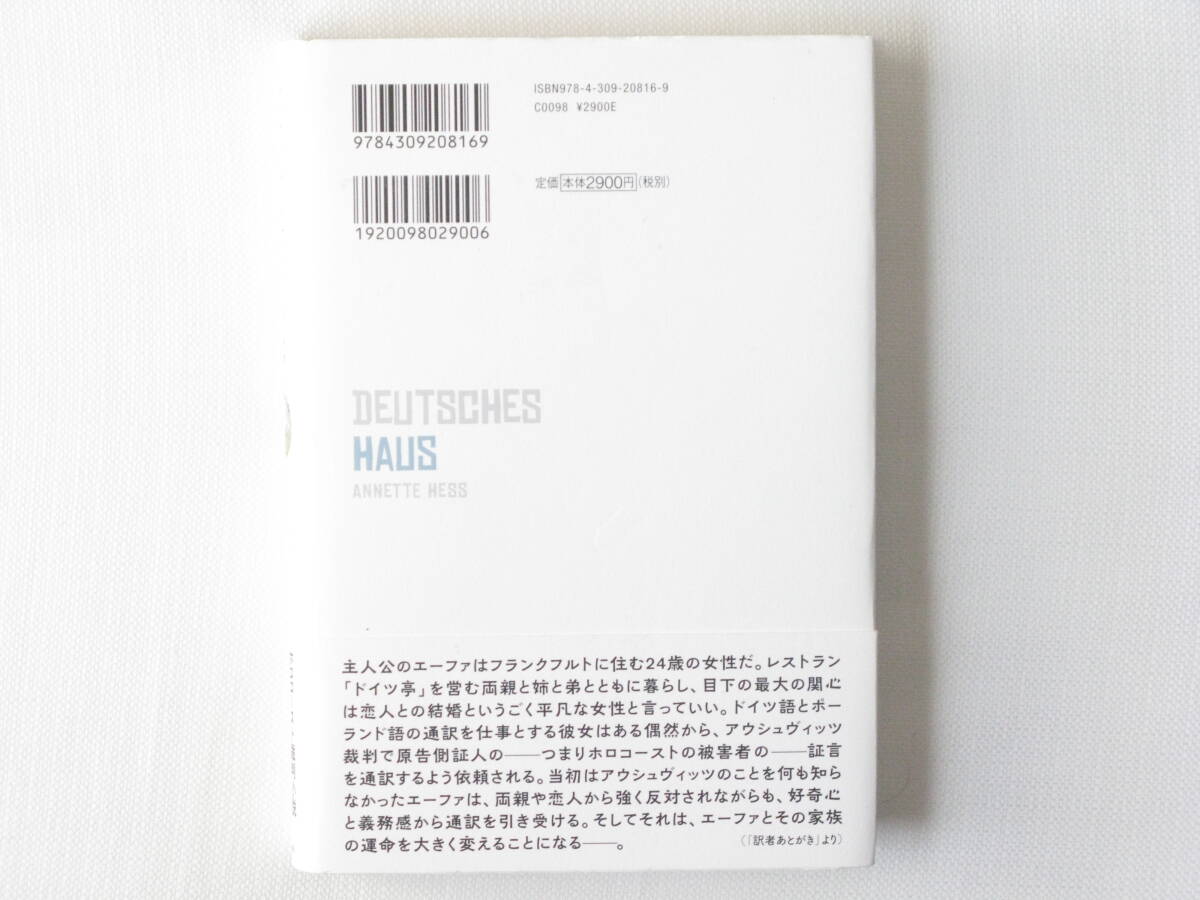 ISBN978-4-309-20816-9
C0098 ¥2900E
9784309208169
定価 本体2900円(税別)
1920098029006
DEUTSCHES
HAUS
ANNETTE HESS
主人公のエーファはフランクフルトに住む24歳の女性だ。レストラン
「ドイツ亭」を営む両親と姉と弟とともに暮らし、目下の最大の関心
は恋人との結婚というごく平凡な女性と言っていい。ドイツ語とポー
ランド語の通訳を仕事とする彼女はある偶然から、アウシュヴィッツ
裁判で原告側証人の――つまりホロコーストの被害者の――証言
を通訳するよう依頼される。当初はアウシュヴィッツのことを何も知ら
なかったエーファは、両親や恋人から強く反対されながらも、好奇心
と義務感から通訳を引き受ける。そしてそれは、エーファとその家族
の運命を大きく変えることになる――。
(「訳者あとがき」より)